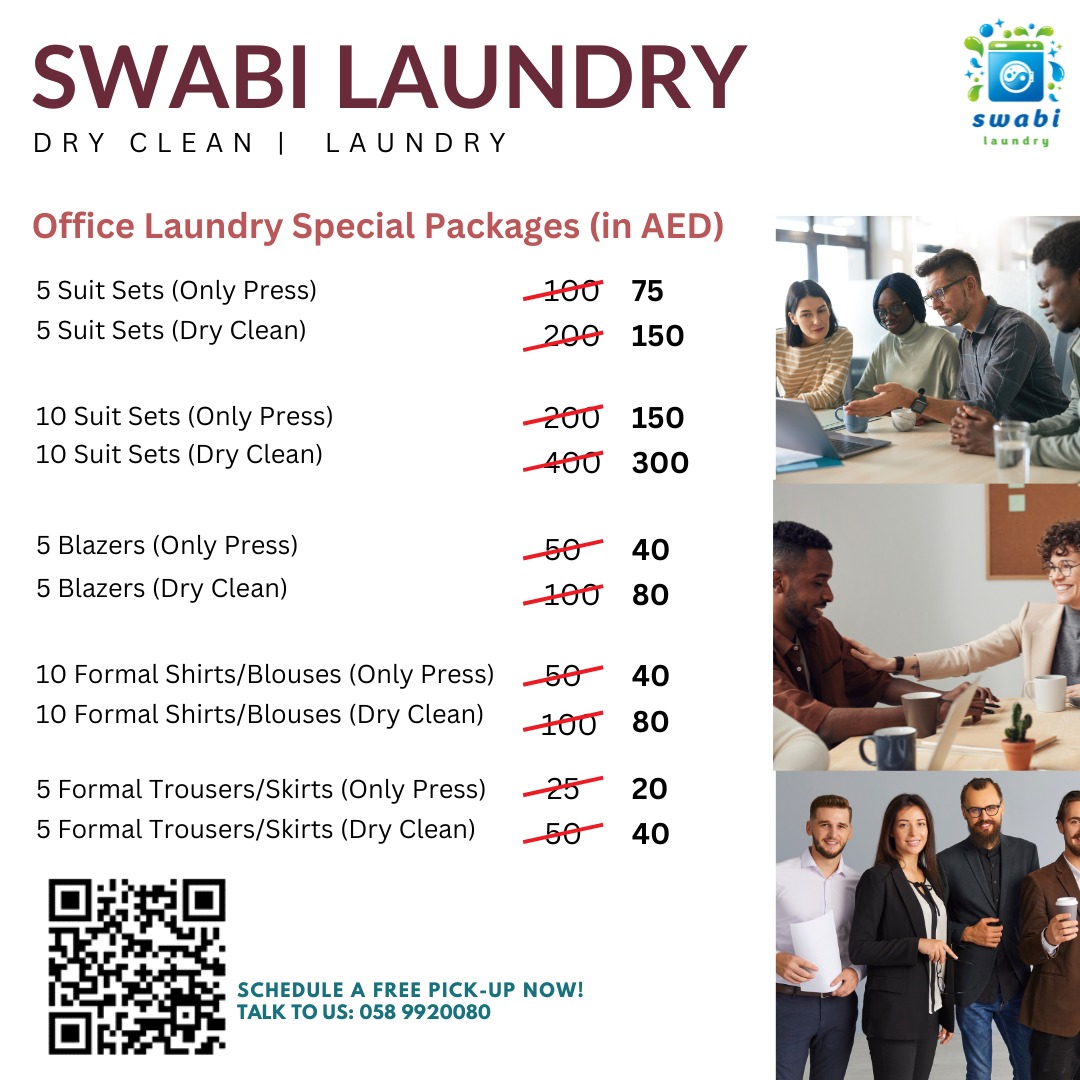 SWABI LAUNDRY
DRY CLEAN | LAUNDRY
swabi
laundry
Office Laundry Special Packages (in AED)
5 Suit Sets (Only Press) 100 75
5 Suit Sets (Dry Clean) 200 150
10 Suit Sets (Only Press) 200 150
10 Suit Sets (Dry Clean) 400 300
5 Blazers (Only Press) 50 40
5 Blazers (Dry Clean) 100 80
10 Formal Shirts/Blouses (Only Press) 50 40
10 Formal Shirts/Blouses (Dry Clean) 100 80
5 Formal Trousers/Skirts (Only Press) 25 20
5 Formal Trousers/Skirts (Dry Clean) 50 40
SCHEDULE A FREE PICK-UP NOW!
TALK TO US: 058 9920080